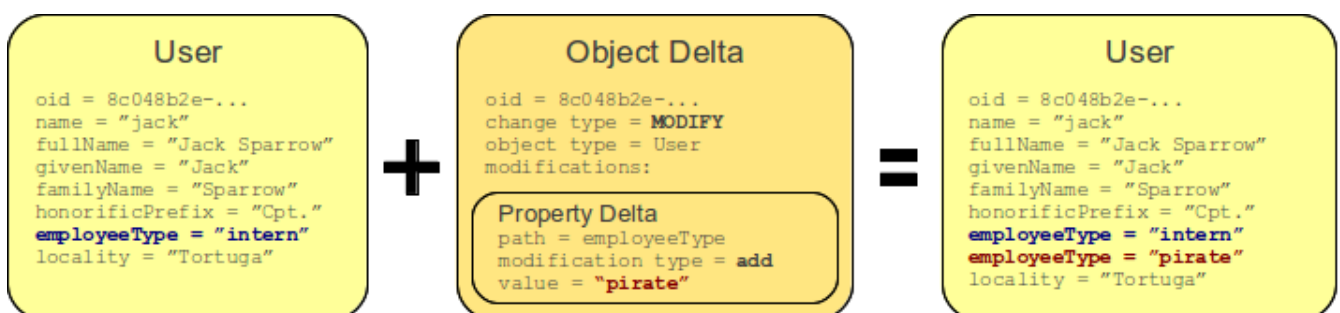 User
oid = 8c048b2e-...
name = ”jack”
fullName = ”Jack Sparrow”
givenName = ”Jack”
familyName = ”Sparrow”
honorificPrefix = ”Cpt.”
employeeType = ”intern”
locality = ”Tortuga”
+
Object Delta
oid = 8c048b2e-...
change type = MODIFY
object type = User
modifications:
Property Delta
path = employeeType
modification type = add
value = “pirate”
=
User
oid = 8c048b2e-...
name = ”jack”
fullName = ”Jack Sparrow”
givenName = ”Jack”
familyName = ”Sparrow”
honorificPrefix = ”Cpt.”
employeeType = ”intern”
employeeType = ”pirate”
locality = ”Tortuga”